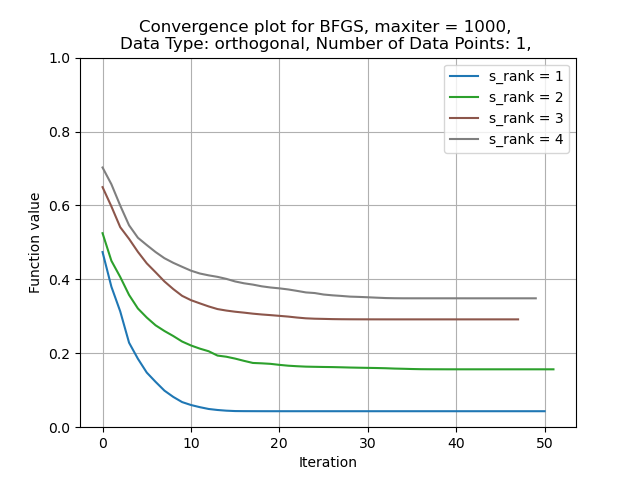 Convergence plot for BFGS, maxiter = 1000,
Data Type: orthogonal, Number of Data Points: 1,
1.0
0.8
0.6
0.4
0.2
0.0
Function value
s_rank = 1
s_rank = 2
s_rank = 3
s_rank = 4
0 10 20 30 40 50
Iteration